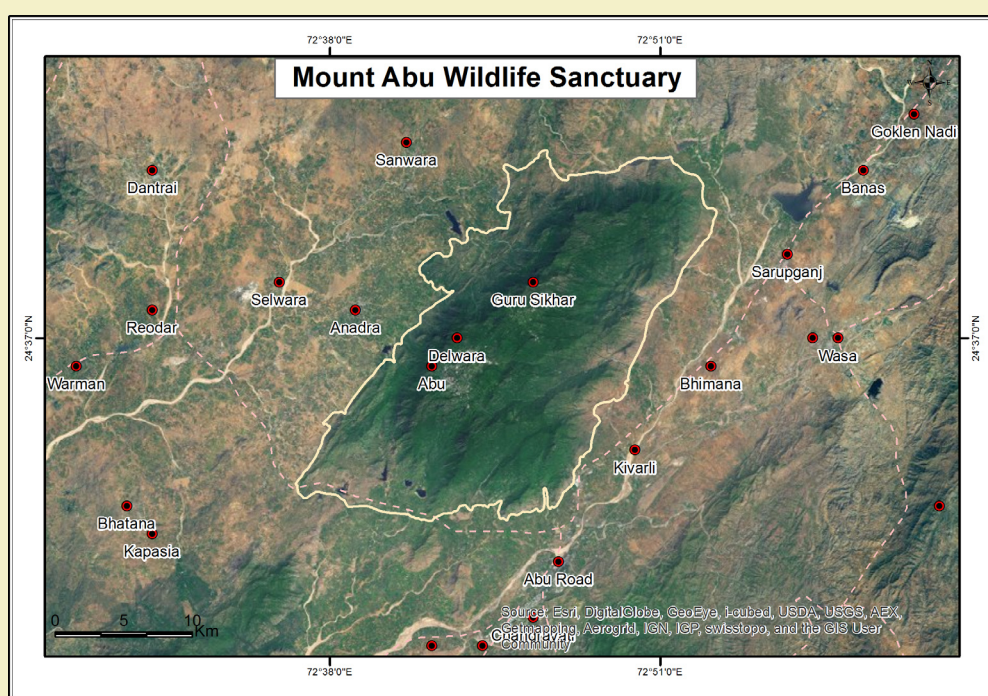 72°38'0"E 72°51'0"E
Mount Abu Wildlife Sanctuary
N
W E
S
Goklen Nadi
Sanwara
Dantrai
Banas
Sarupganj
Selwara
Guru Sikhar
Reodar
Anadra
24°37'0"N
24°37'0"N
Delwara
Wasa
Warman
Abu
Bhimana
Kivarli
Bhatana
Kapasia
Abu Road
0 5 10
Km
Source: Esri, DigitalGlobe, GeoEye, i-cubed, USDA, USGS, AEX,
Getmapping, Aerogrid, IGN, IGP, swisstopo, and the GIS User
Community
Chandravati
72°38'0"E 72°51'0"E